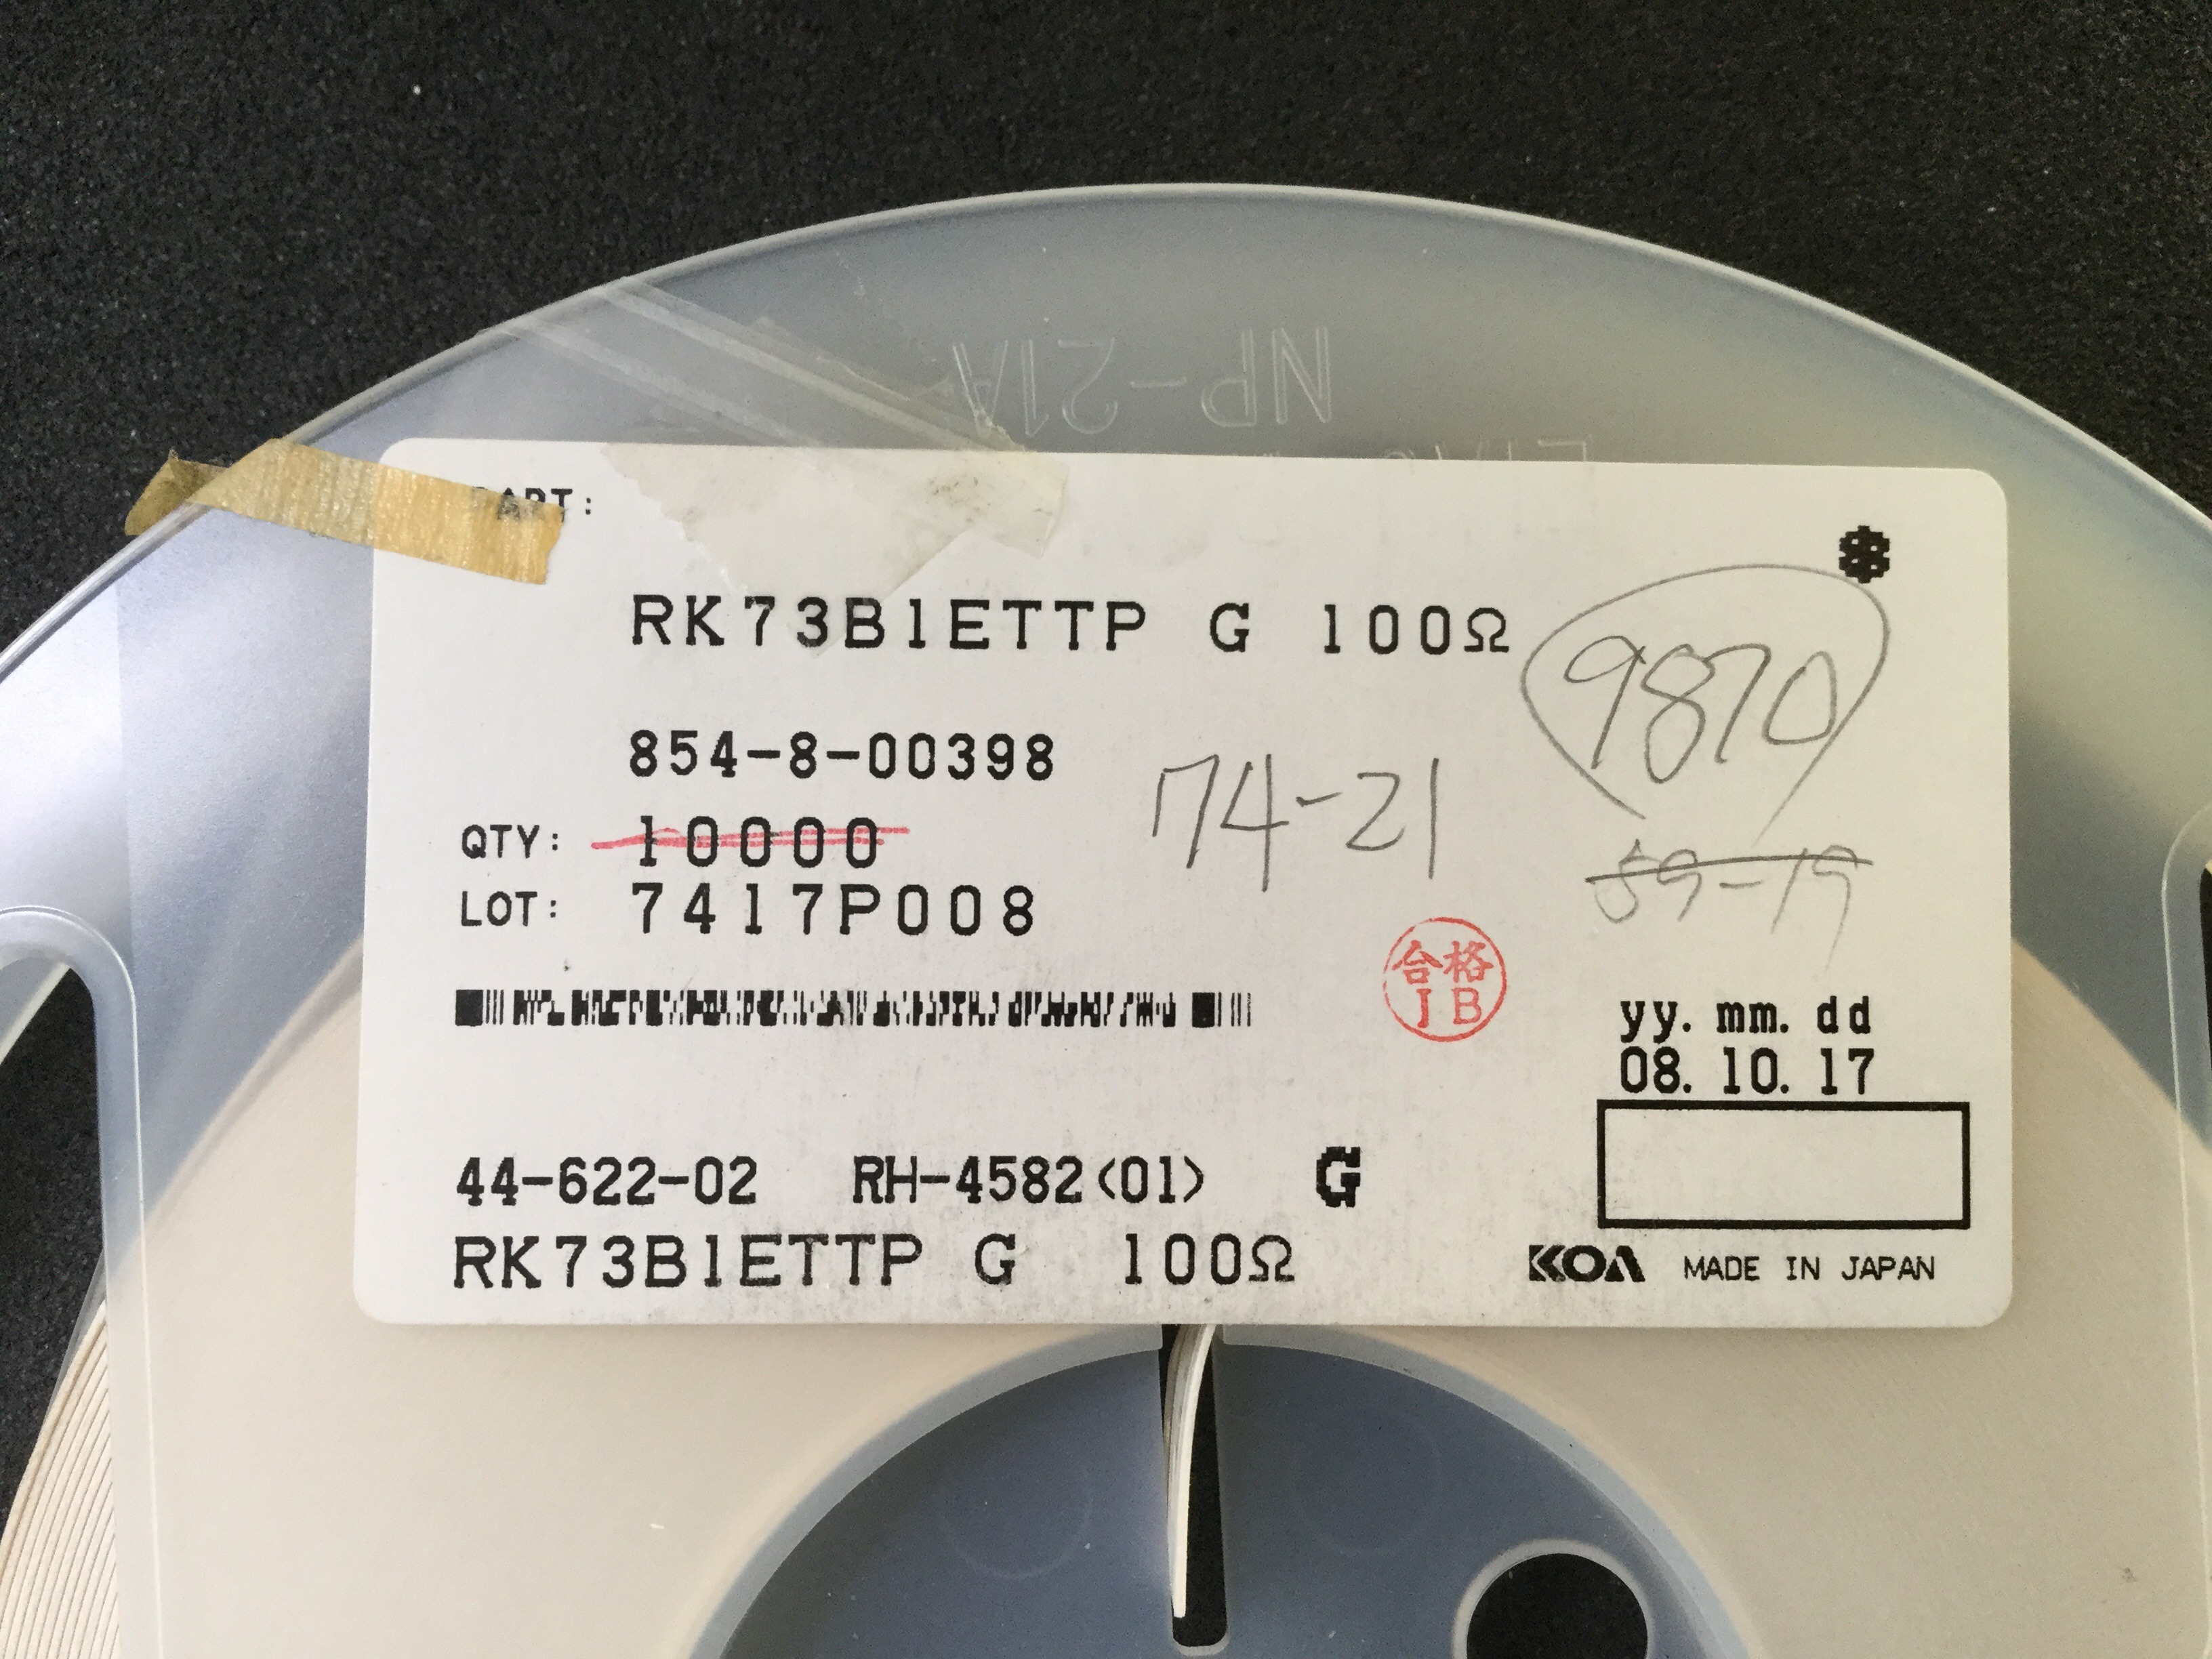 NP-21A
PART:
RK73B1ETTP G 100Ω
9870
854-8-00398
74-21
QTY: 10000
59-19
LOT: 7417P008
合格
JB
yy. mm. dd
08. 10. 17
44-622-02 RH-4582<01> G
RK73B1ETTP G 100Ω
KOA MADE IN JAPAN